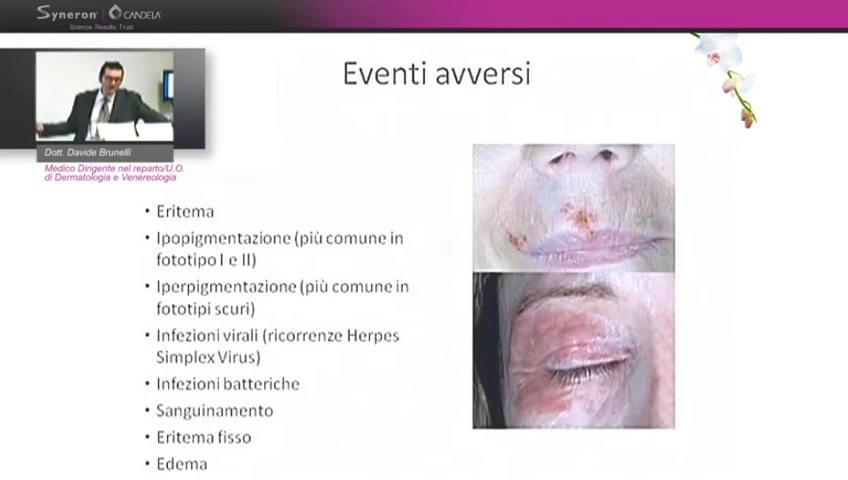 Syneron | CANDELA
Science. Results. Trust.
Eventi avversi
Dott. Davide Brunelli
Medico Dirigente nel reparto/U.O.
di Dermatologia e Venereologia
• Eritema
• Ipopigmentazione (più comune in
fototipo I e II)
• Iperpigmentazione (più comune in
fototipi scuri)
• Infezioni virali (ricorrenze Herpes
Simplex Virus)
• Infezioni batteriche
• Sanguinamento
• Eritema fisso
• Edema